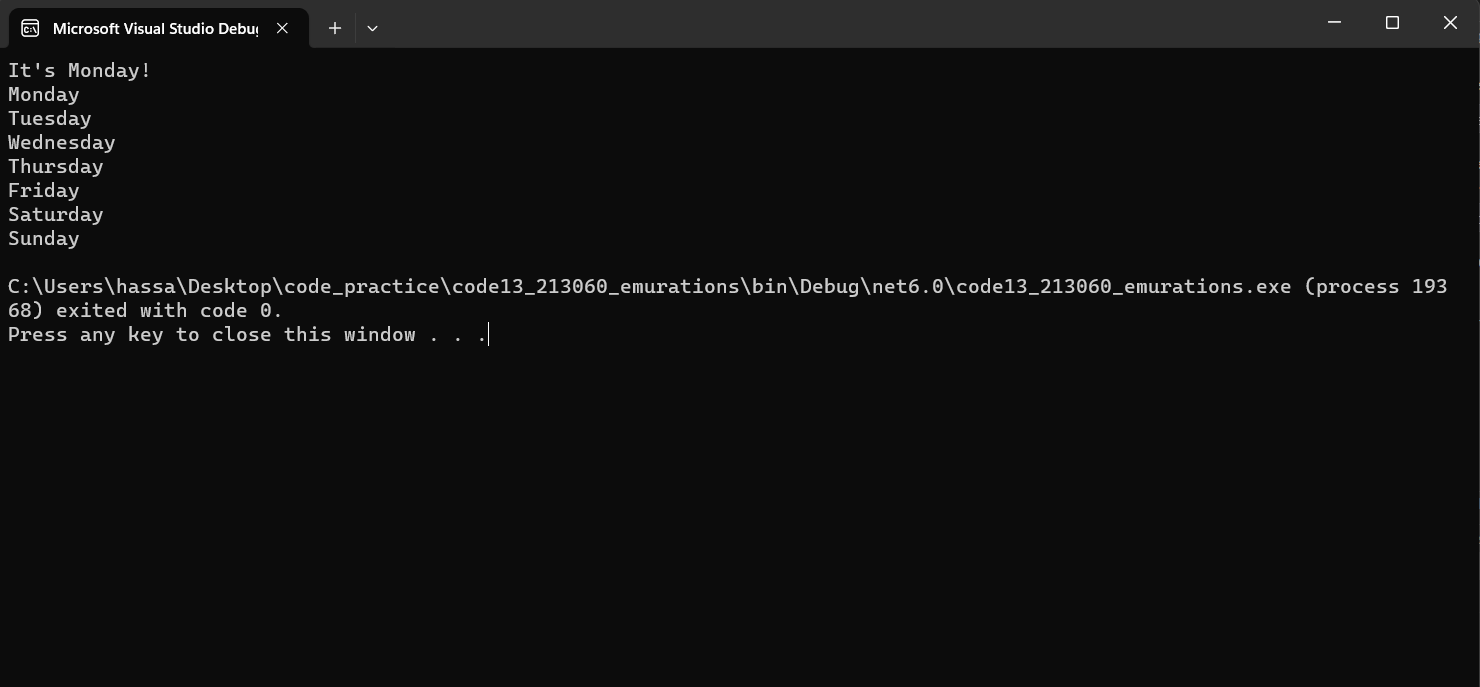 Microsoft Visual Studio Debug
It's Monday!
Monday
Tuesday
Wednesday
Thursday
Friday
Saturday
Sunday
C:\Users\hassa\Desktop\code_practice\code13_213060_emurations\bin\Debug\net6.0\code13_213060_emurations.exe (process 193
68) exited with code 0.
Press any key to close this window . . .